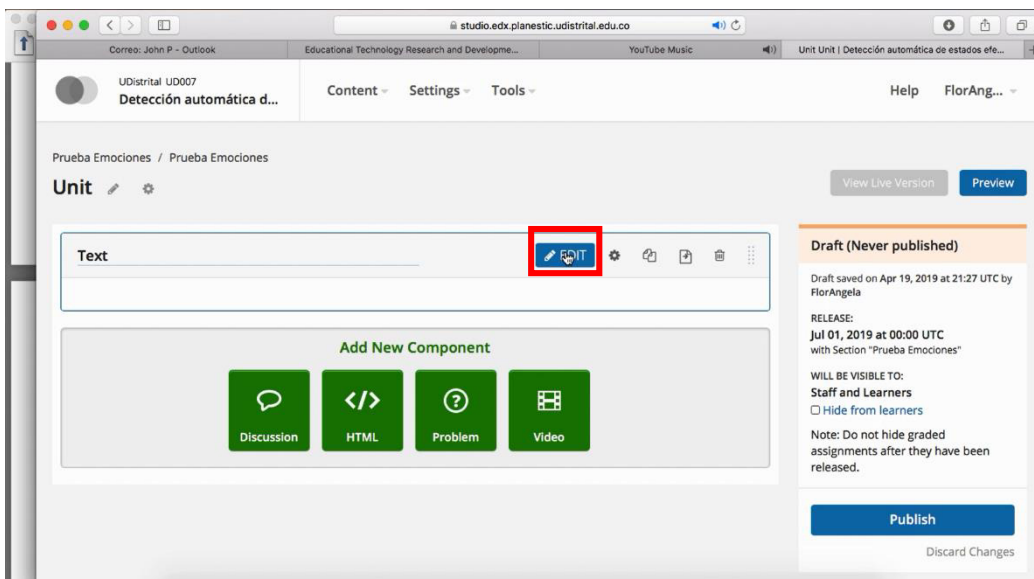 studio.edx.planestic.udistrital.edu.co
Correo: John P - Outlook
Educational Technology Research and Developme...
YouTube Music
Unit Unit | Detección automática de estados efe...
UDistrital UD007
Detección automática d...
Content
Settings
Tools
Help
FlorAng...
Prueba Emociones / Prueba Emociones
Unit
View Live Version
Preview
Text
EDIT
Add New Component
Discussion
HTML
Problem
Video
Draft (Never published)
Draft saved on Apr 19, 2019 at 21:27 UTC by
FlorAngela
RELEASE:
Jul 01, 2019 at 00:00 UTC
with Section "Prueba Emociones"
WILL BE VISIBLE TO:
Staff and Learners
Hide from learners
Note: Do not hide graded
assignments after they have been
released.
Publish
Discard Changes